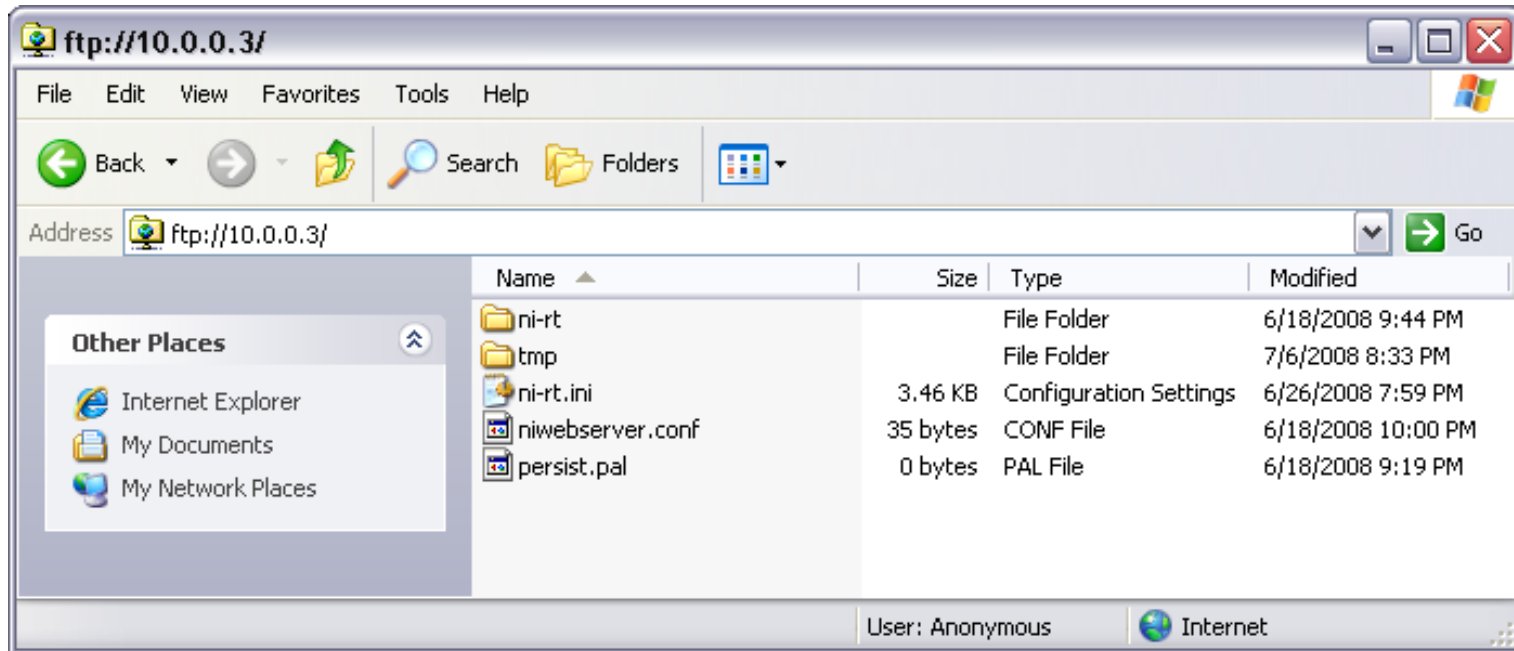 ftp://10.0.0.3/
File Edit View Favorites Tools Help
Back Search Folders
Address ftp://10.0.0.3/ Go
Name Size Type Modified
Other Places
Internet Explorer
My Documents
My Network Places
ni-rt File Folder 6/18/2008 9:44 PM
tmp File Folder 7/6/2008 8:33 PM
ni-rt.ini 3.46 KB Configuration Settings 6/26/2008 7:59 PM
niwebserver.conf 35 bytes CONF File 6/18/2008 10:00 PM
persist.pal 0 bytes PAL File 6/18/2008 9:19 PM
User: Anonymous Internet